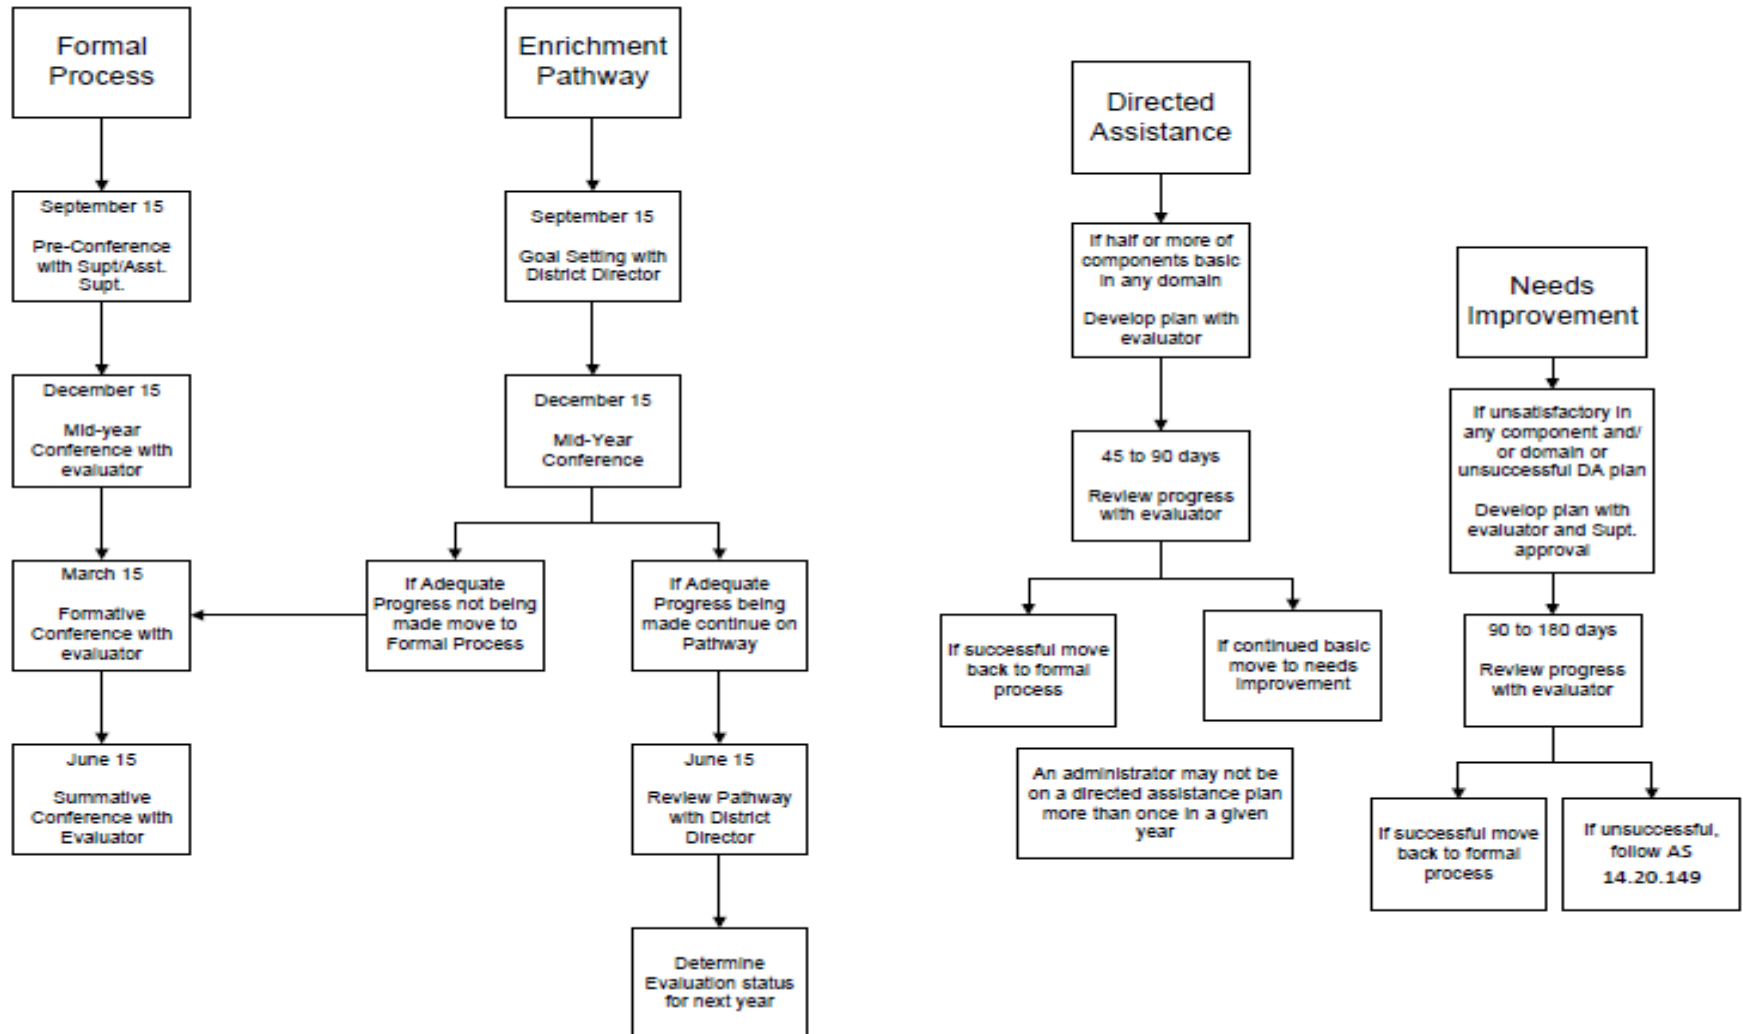 Formal
Process
September 15
Pre-Conference
with Supt/Asst.
Supt.
December 15
Mid-year
Conference with
evaluator
March 15
Formative
Conference with
evaluator
June 15
Summative
Conference with
Evaluator
Enrichment
Pathway
September 15
Goal Setting with
District Director
December 15
Mid-Year
Conference
If Adequate
Progress not being
made move to
Formal Process
If Adequate
Progress being
made continue on
Pathway
June 15
Review Pathway
with District
Director
Determine
Evaluation status
for next year
Directed
Assistance
If half or more of
components basic
in any domain
Develop plan with
evaluator
45 to 90 days
Review progress
with evaluator
If successful move
back to formal
process
If continued basic
move to needs
improvement
An administrator may not be
on a directed assistance plan
more than once in a given
year
Needs
Improvement
If unsatisfactory in
any component and/
or domain or
unsuccessful DA plan
Develop plan with
evaluator and Supt.
approval
90 to 180 days
Review progress
with evaluator
If successful move
back to formal
process
If unsuccessful,
follow AS
14.20.149